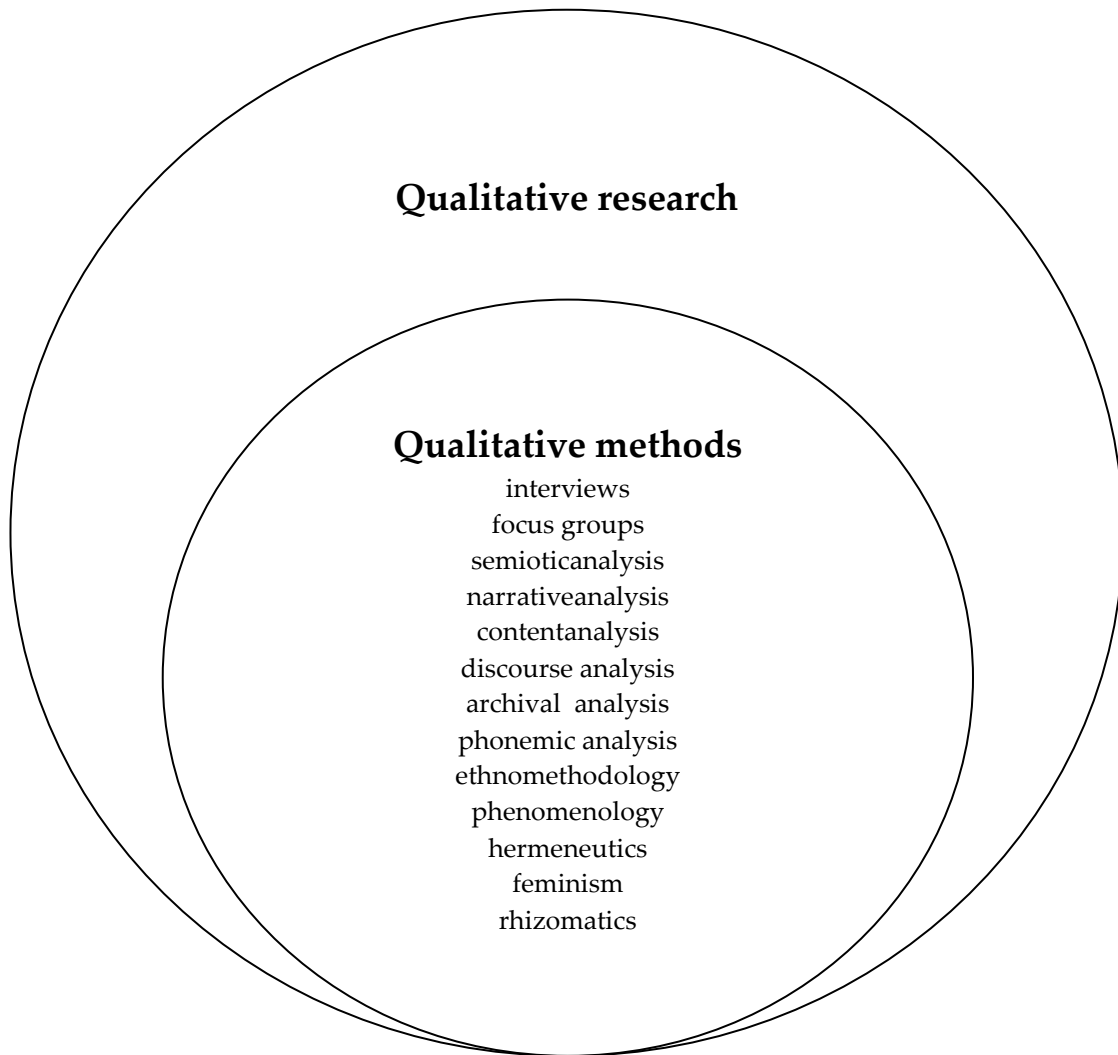 Qualitative research
Qualitative methods
interviews
focus groups
semioticanalysis
narrativeanalysis
contentanalysis
discourse analysis
archival  analysis
phonemic analysis
ethnomethodology
phenomenology
hermeneutics
feminism
rhizomatics